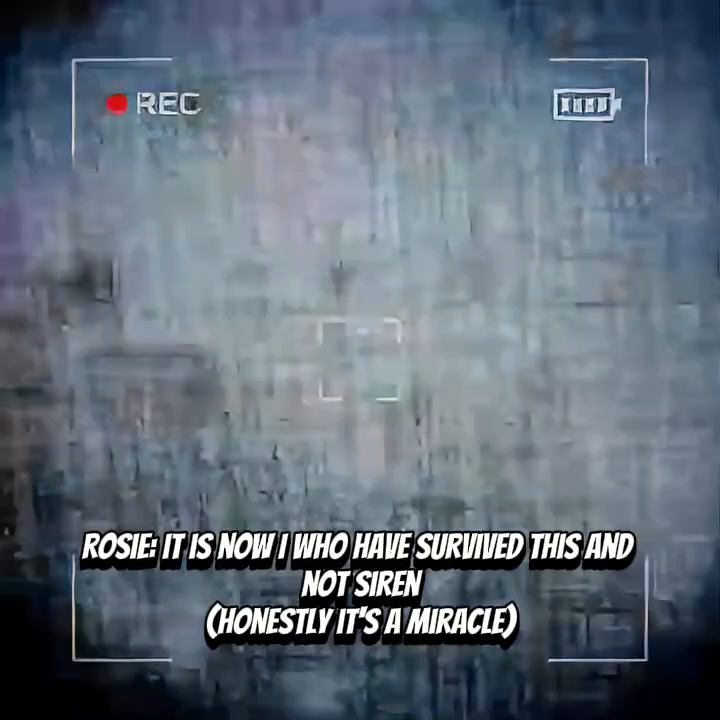 REC
ROSIE: IT IS NOW I WHO HAVE SURVIVED THIS AND
NOT SIREN
(HONESTLY IT'S A MIRACLE)